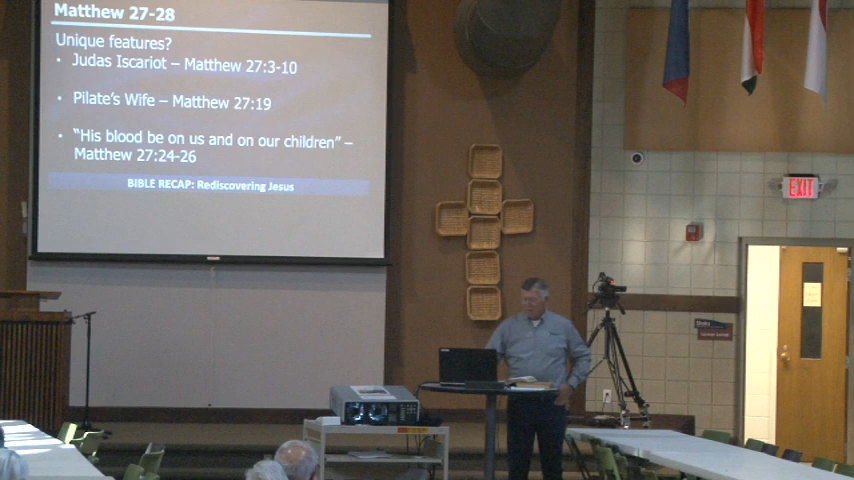 Matthew 27-28
Unique features?
• Judas Iscariot – Matthew 27:3-10
• Pilate's Wife – Matthew 27:19
• "His blood be on us and on our children" –
Matthew 27:24-26
BIBLE RECAP: Rediscovering Jesus
EXIT